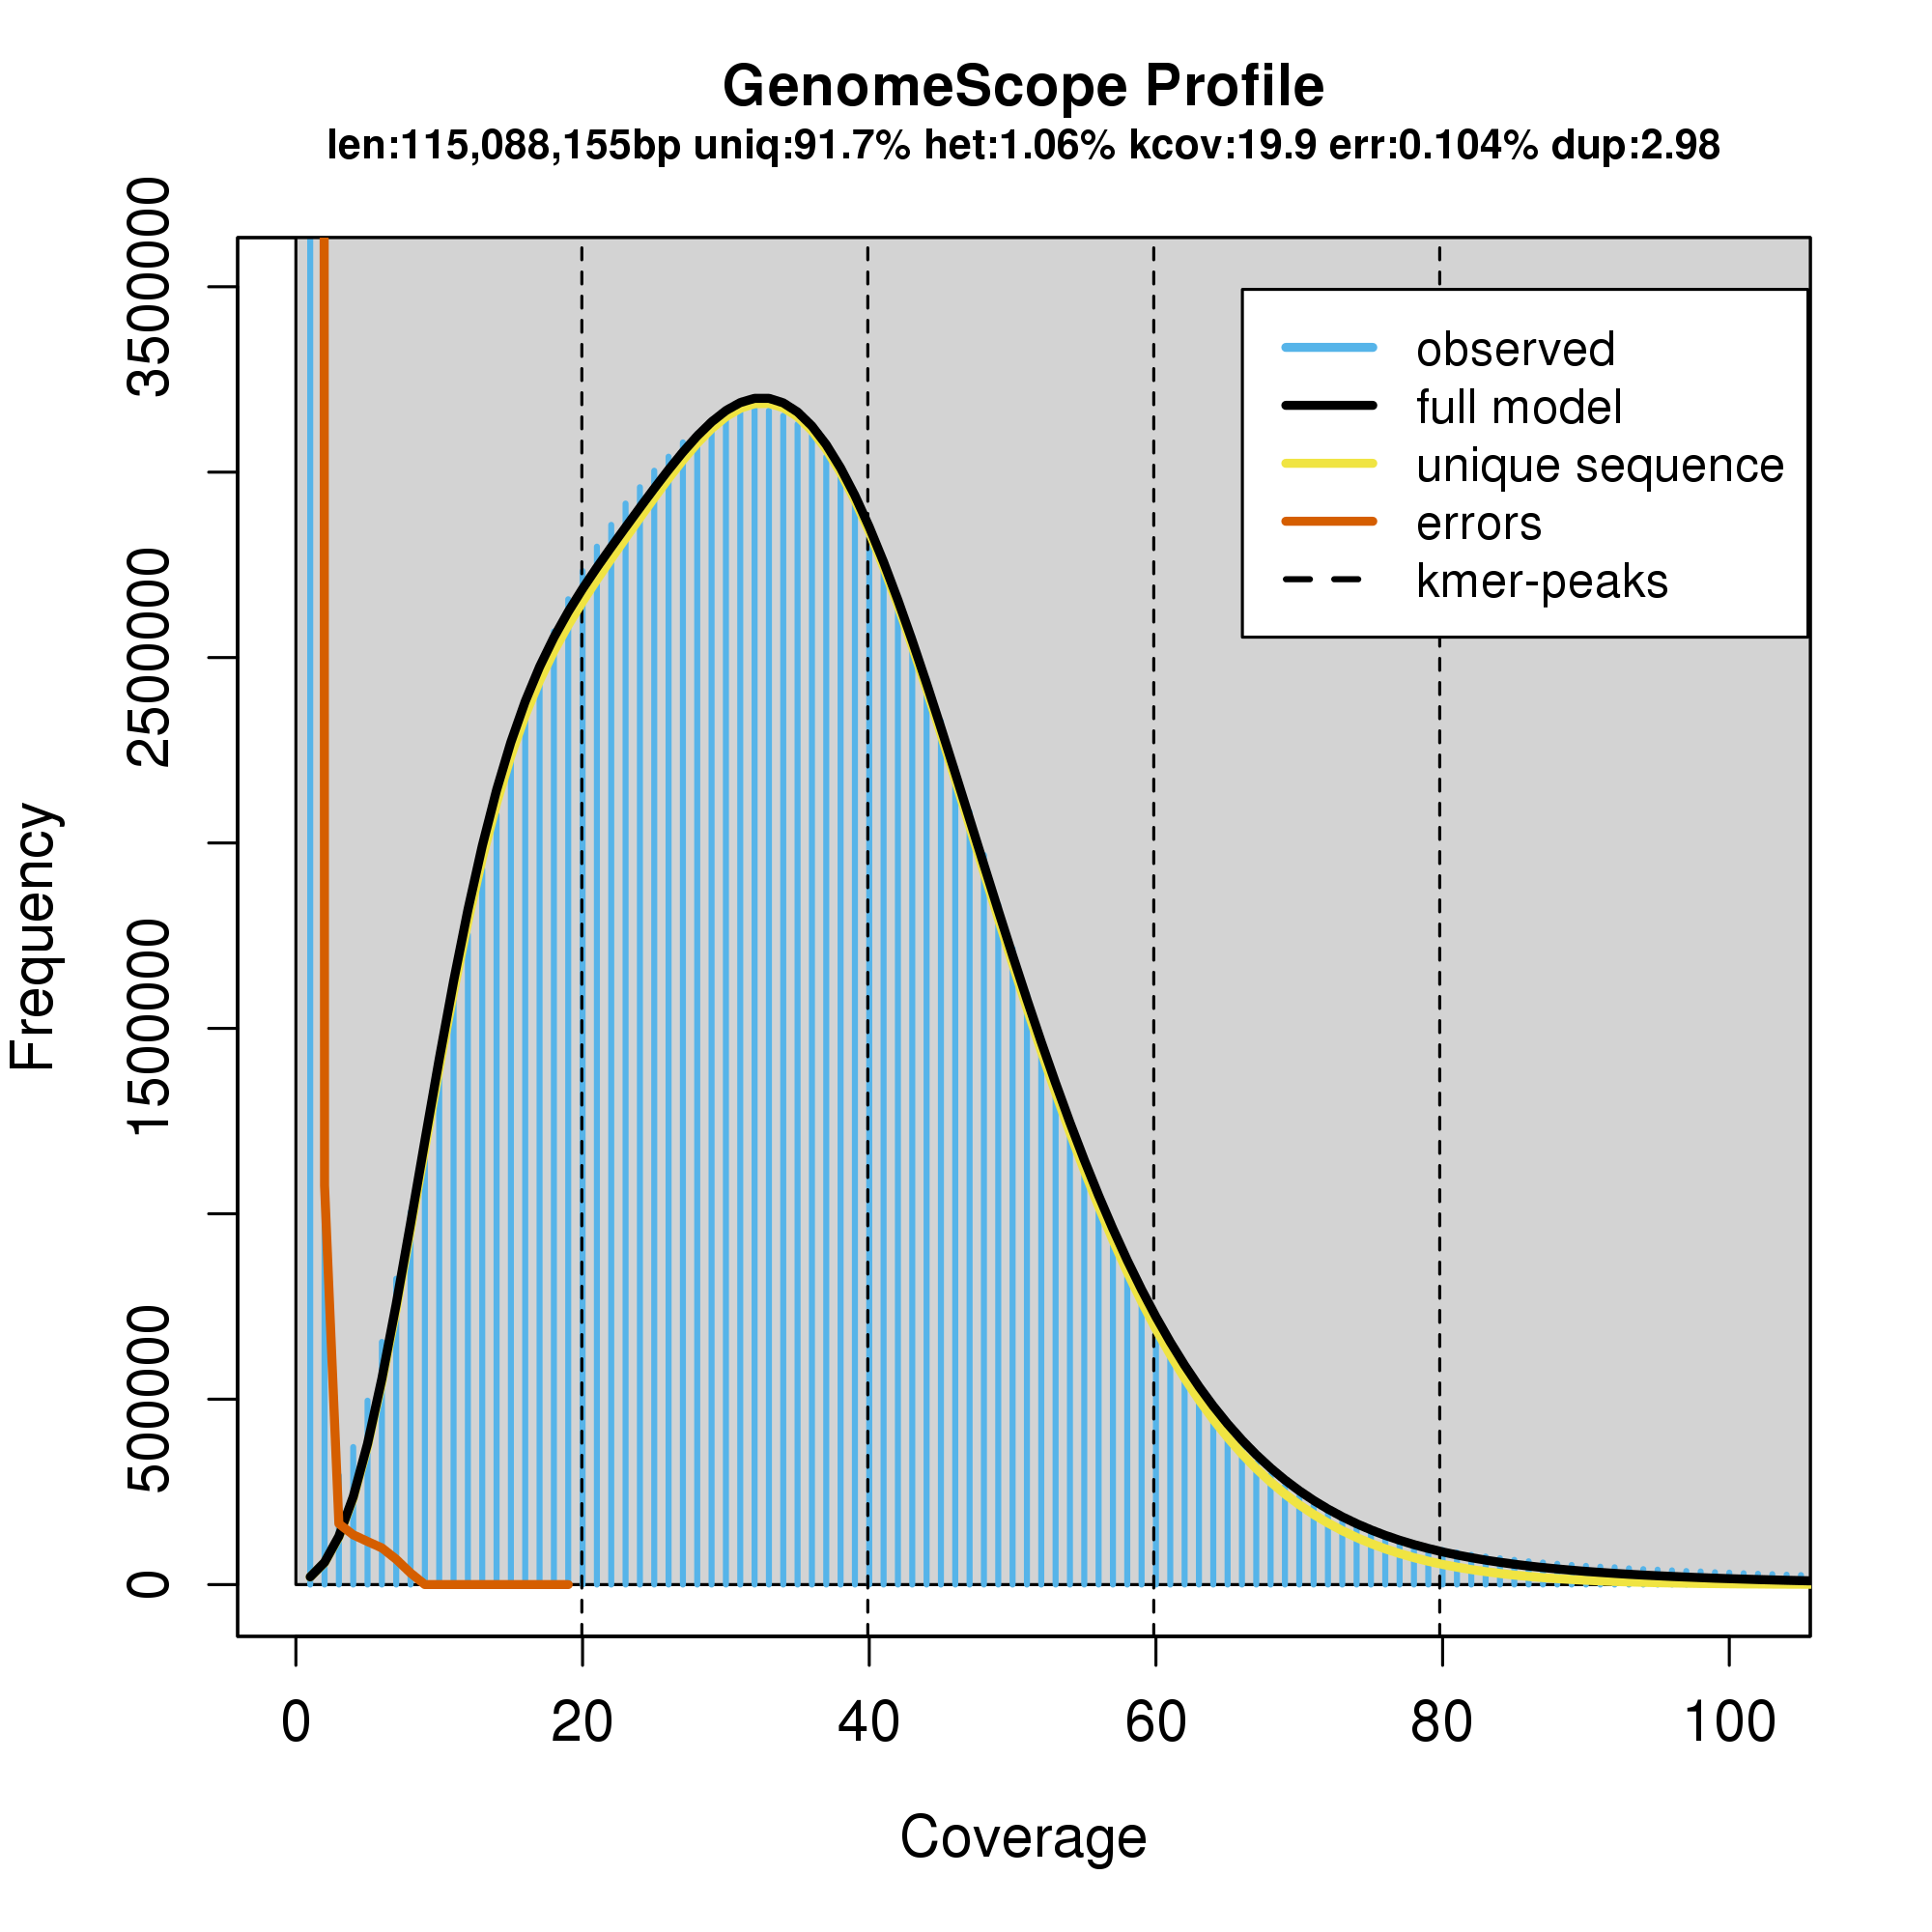 GenomeScope Profile
len:115,088,155bp uniq:91.7% het:1.06% kcov:19.9 err:0.104% dup:2.98
observed
full model
unique sequence
errors
kmer-peaks
Frequency
3500000
2500000
1500000
500000
0
0 20 40 60 80 100
Coverage